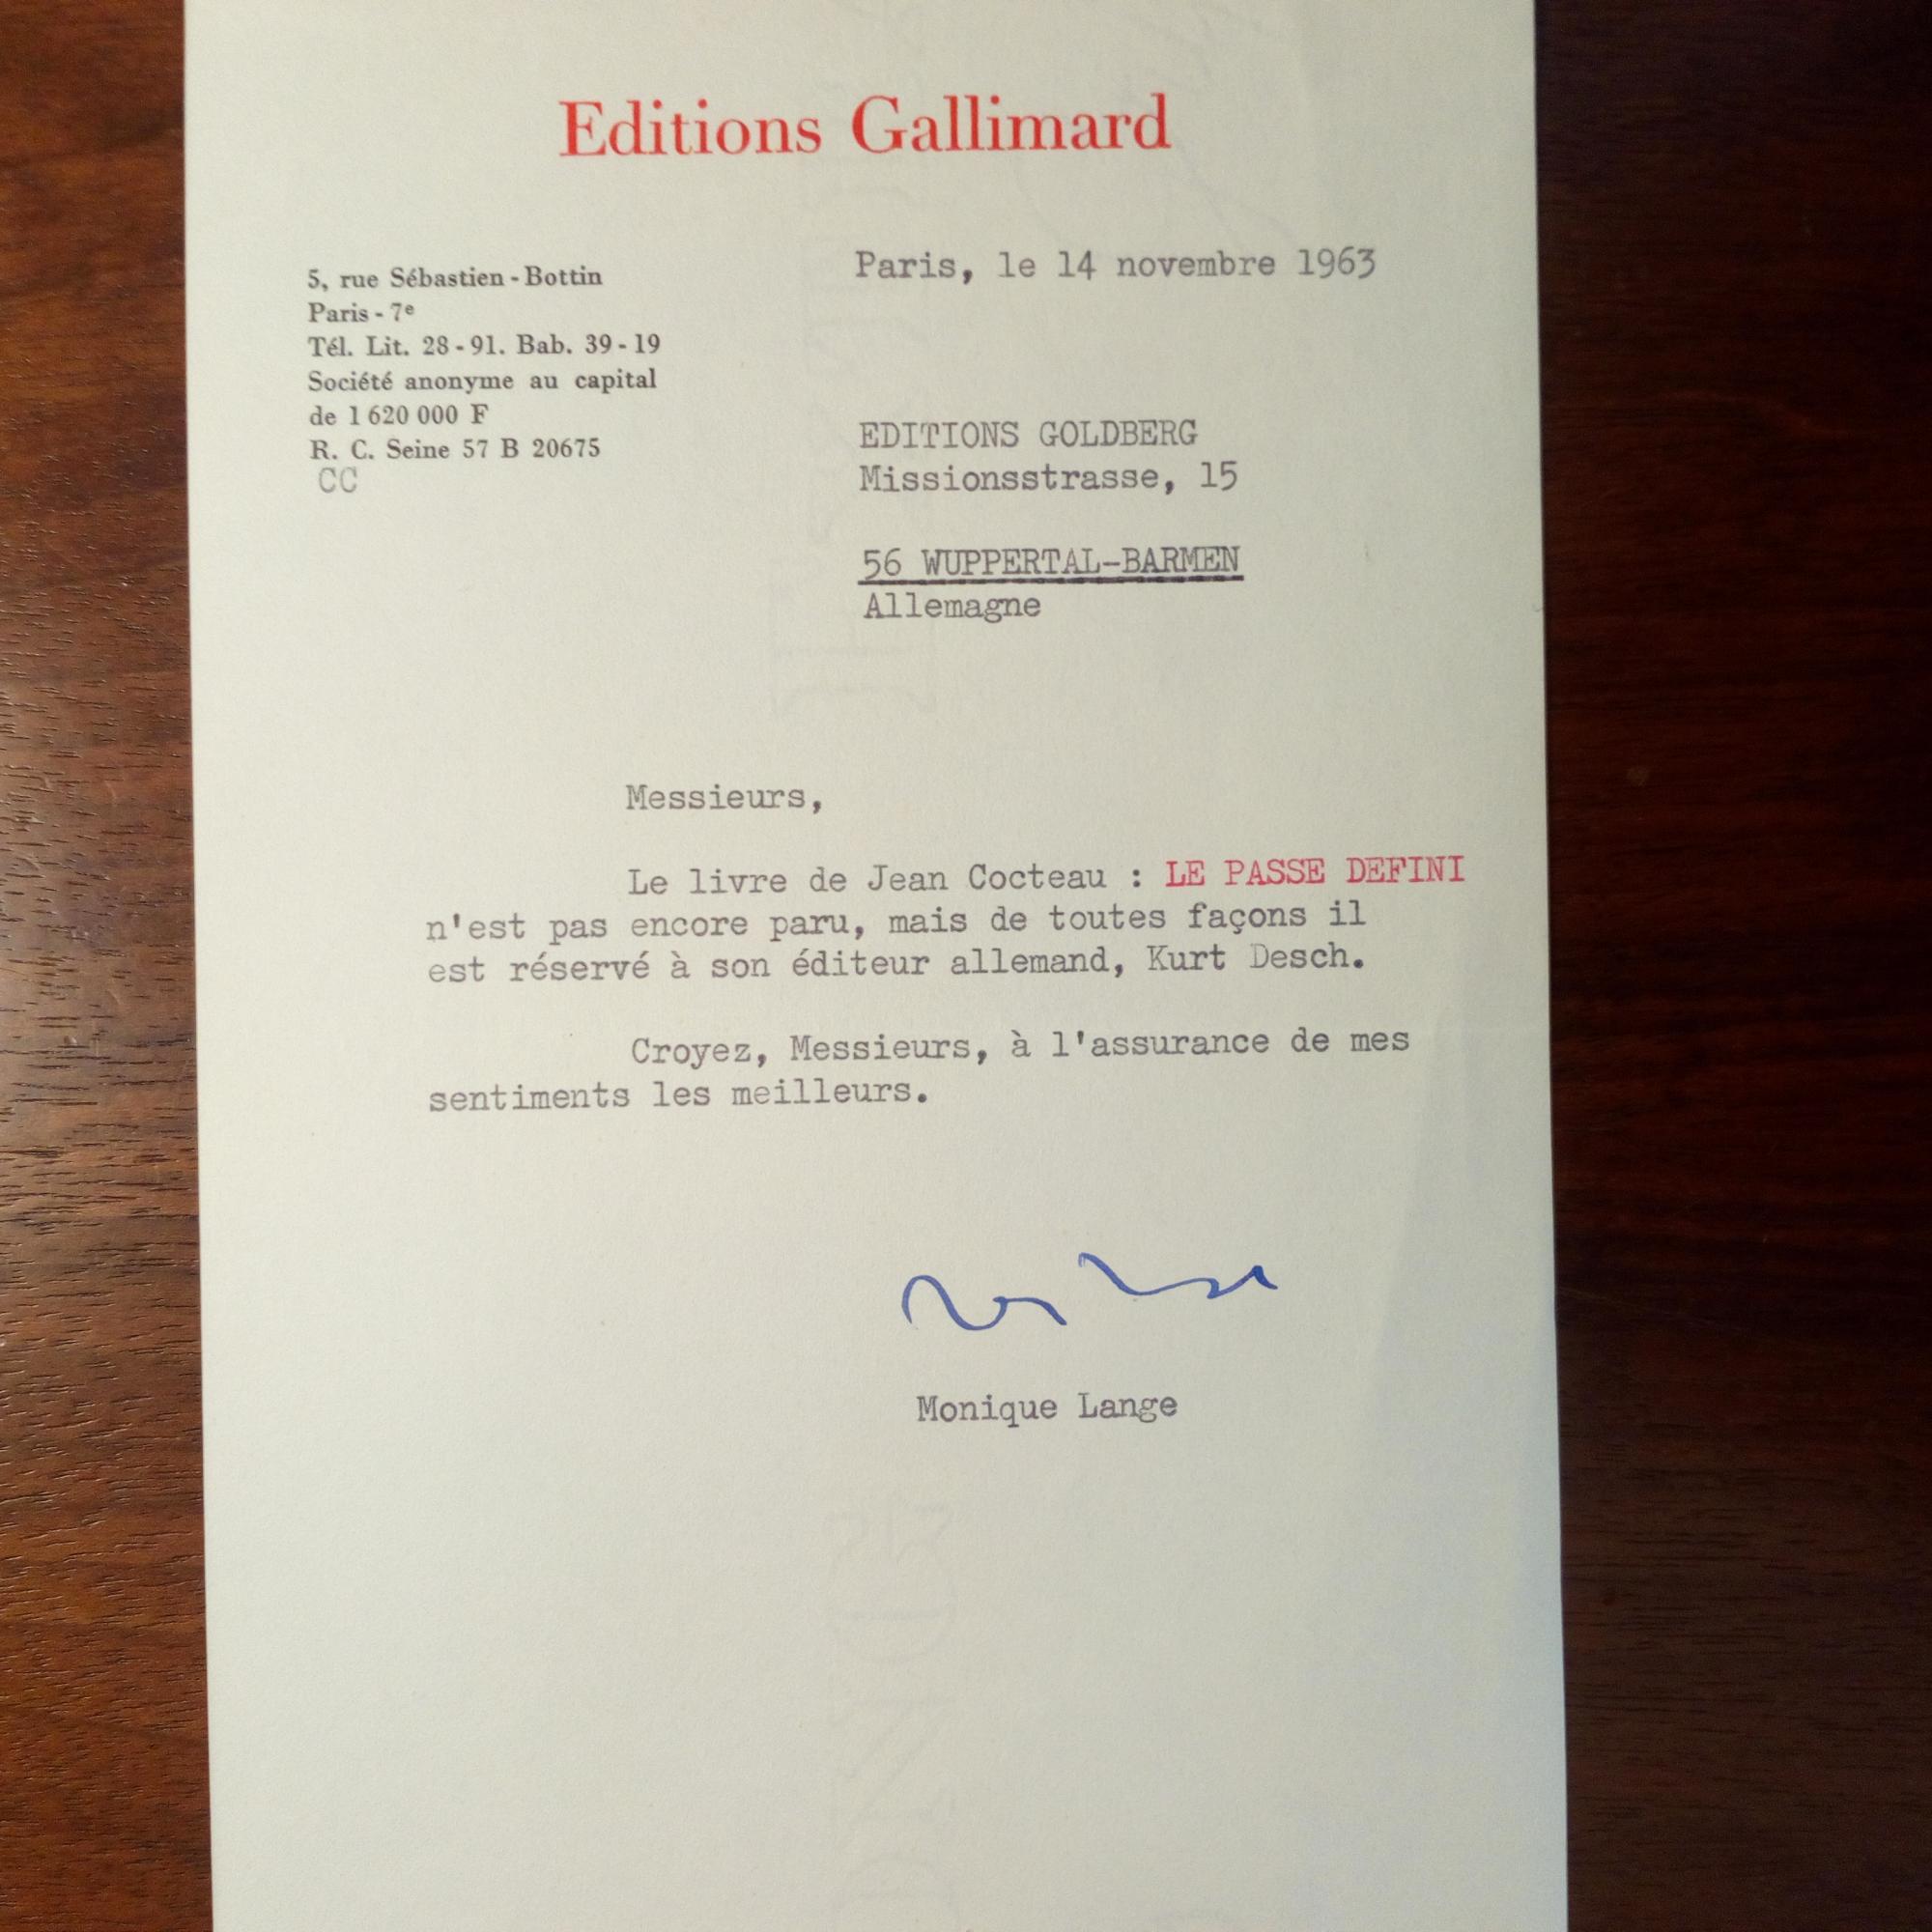 Editions Gallimard
5, rue Sébastien-Bottin
Paris - 7e
Tél. Lit. 28-91. Bab. 39-19
Société anonyme au capital
de 1 620 000 F
R. C. Seine 57 B 20675
CC
Paris, le 14 novembre 1963
EDITIONS GOLDBERG
Missionsstrasse, 15
56 WUPPERTAL-BARMEN
Allemagne
Messieurs,
Le livre de Jean Cocteau : LE PASSE DEFINI
n'est pas encore paru, mais de toutes façons il
est réservé à son éditeur allemand, Kurt Desch.
Croyez, Messieurs, à l'assurance de mes
sentiments les meilleurs.
Monique Lange